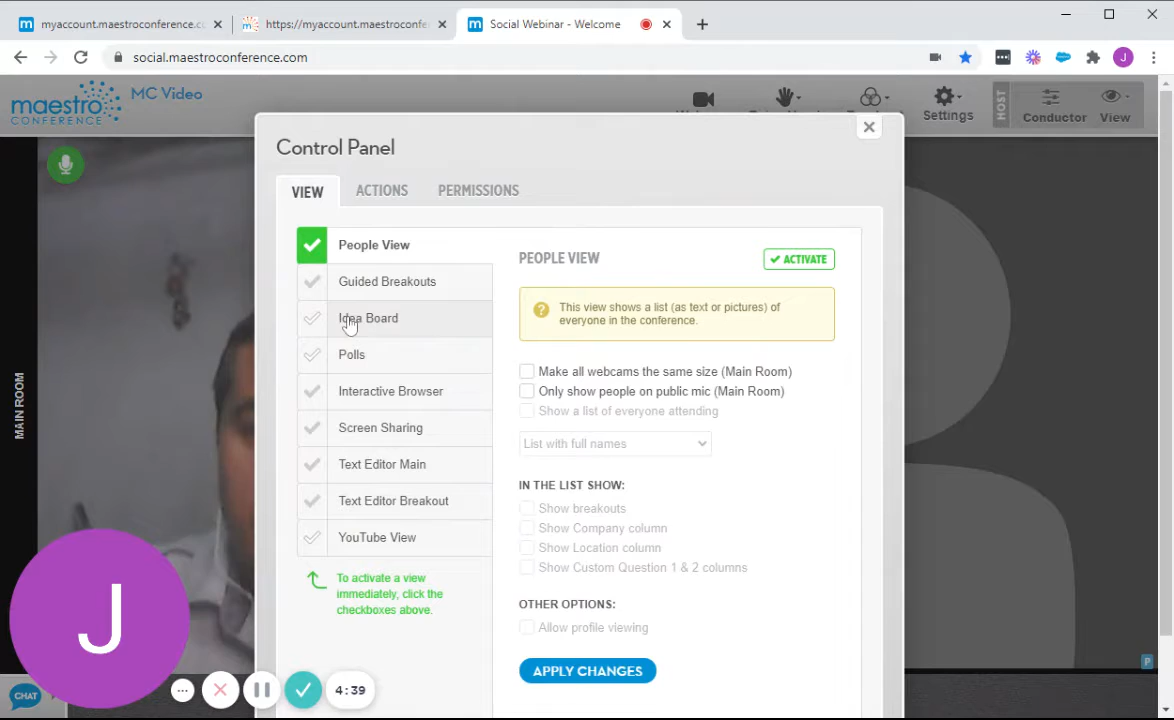 myaccount.maestroconference.c
https://myaccount.maestroconfe
Social Webinar - Welcome
social.maestroconference.com
J
maestro
CONFERENCE
MC Video
Settings
HOST
Conductor
View
Control Panel
VIEW
ACTIONS
PERMISSIONS
People View
Guided Breakouts
Idea Board
Polls
Interactive Browser
Screen Sharing
Text Editor Main
Text Editor Breakout
YouTube View
To activate a view
immediately, click the
checkboxes above.
PEOPLE VIEW
ACTIVATE
This view shows a list (as text or pictures) of
everyone in the conference.
Make all webcams the same size (Main Room)
Only show people on public mic (Main Room)
Show a list of everyone attending
List with full names
IN THE LIST SHOW:
Show breakouts
Show Company column
Show Location column
Show Custom Question 1 & 2 columns
OTHER OPTIONS:
Allow profile viewing
APPLY CHANGES
MAIN ROOM
J
CHAT
4:39
P